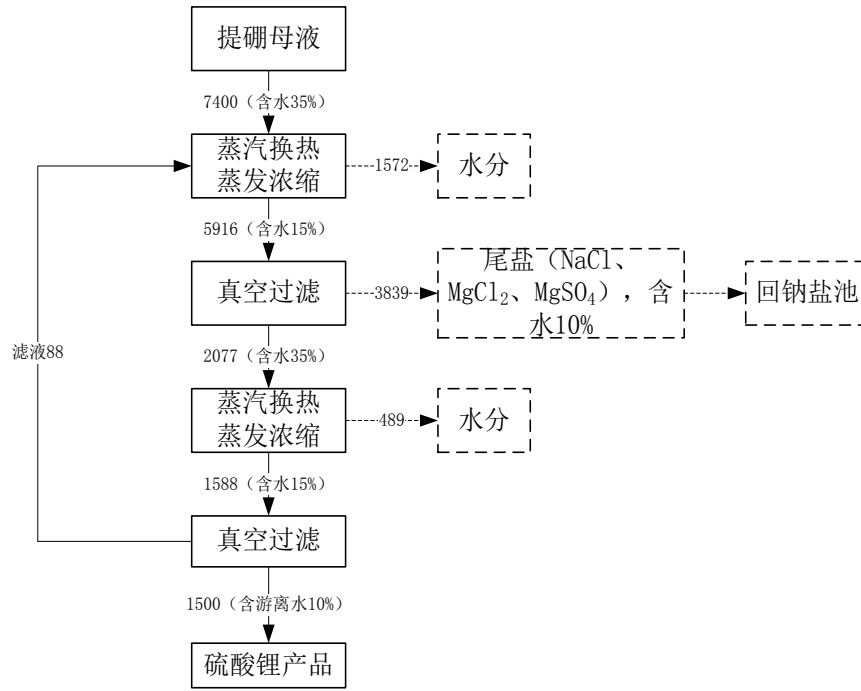 提硼母液
7400（含水35%）
蒸汽换热
蒸发浓缩
1572
水分
5916（含水15%）
真空过滤
3839
尾盐（NaCl、
MgCl₂、MgSO₄），含
水10%
回钠盐池
滤液88
2077（含水35%）
蒸汽换热
蒸发浓缩
489
水分
1588（含水15%）
真空过滤
1500（含游离水10%）
硫酸锂产品